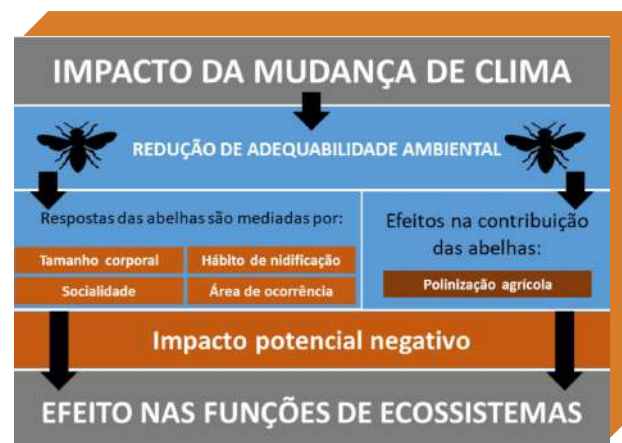 IMPACTO DA MUDANÇA DE CLIMA
REDUÇÃO DE ADEQUABILIDADE AMBIENTAL
Respostas das abelhas são mediadas por:
Tamanho corporal
Hábito de nidificação
Socialidade
Área de ocorrência
Efeitos na contribuição
das abelhas:
Polinização agrícola
Impacto potencial negativo
EFEITO NAS FUNÇÕES DE ECOSSISTEMAS